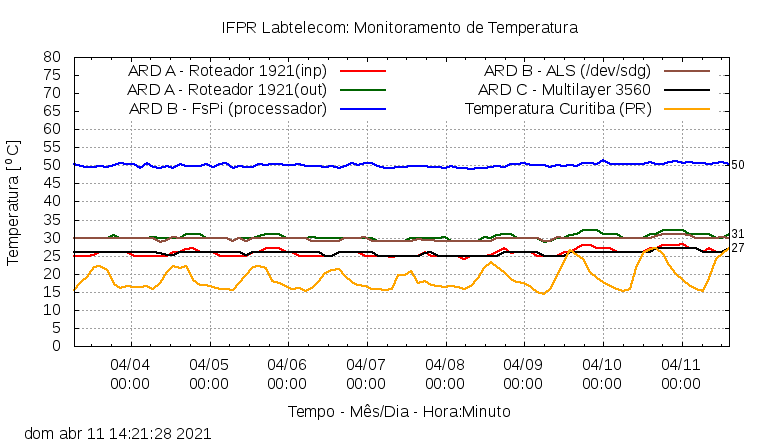 IFPR Labtelecom: Monitoramento de Temperatura
Temperatura [ºC]
80
75
70
65
60
55
50
45
40
35
30
25
20
15
10
5
0
ARD A - Roteador 1921(inp)
ARD A - Roteador 1921(out)
ARD B - FsPi (processador)
ARD B - ALS (/dev/sdg)
ARD C - Multilayer 3560
Temperatura Curitiba (PR)
50
31
27
04/04 04/05 04/06 04/07 04/08 04/09 04/10 04/11
00:00 00:00 00:00 00:00 00:00 00:00 00:00 00:00
Tempo - Mês/Dia - Hora:Minuto
dom abr 11 14:21:28 2021